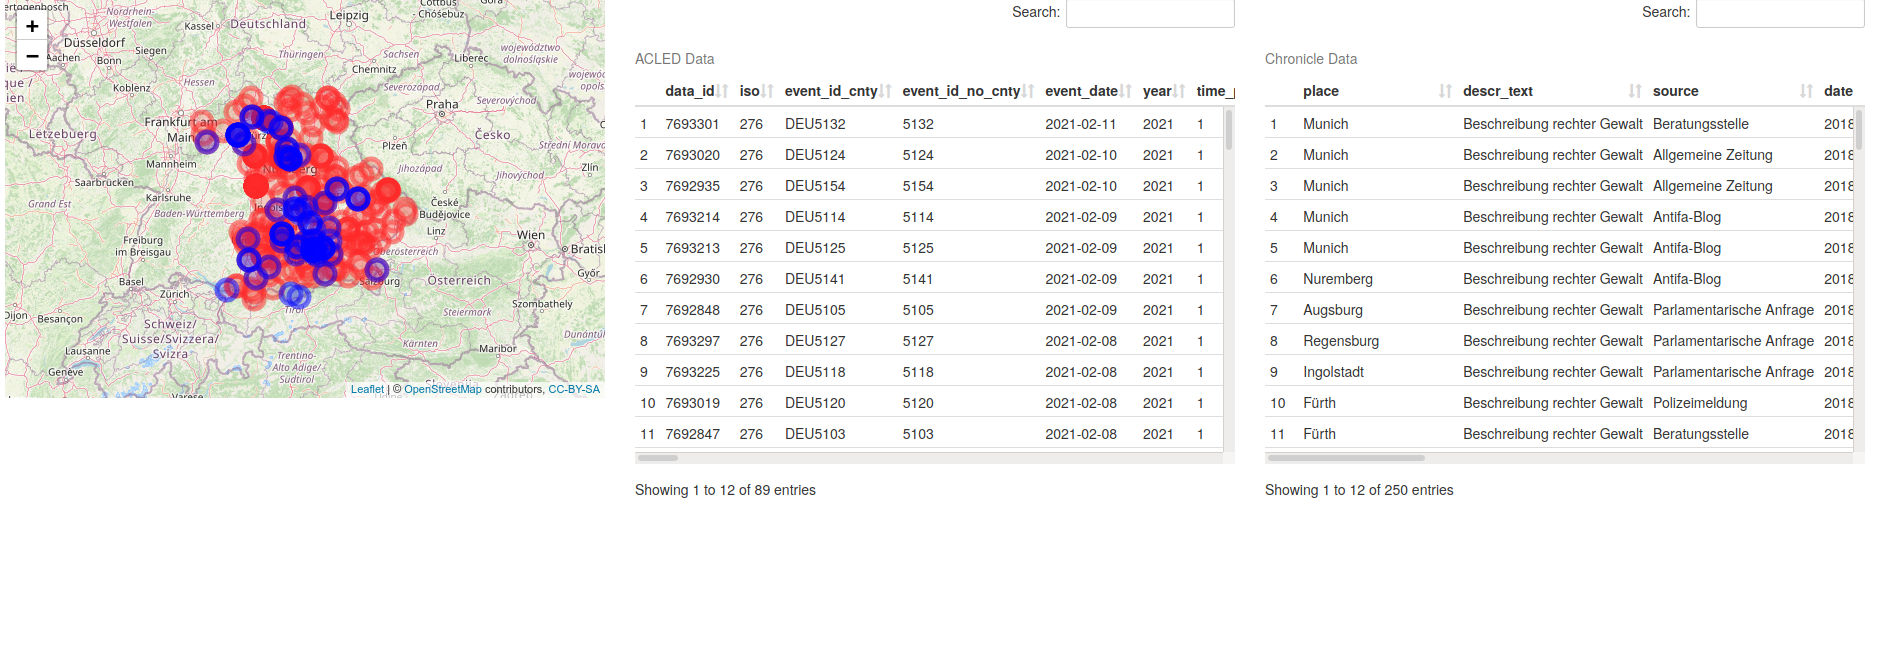 Nordrhein-
Westfalen
Kassel
Deutschland
Leipzig
Cottbus
- Chóśebuz
Góra
+
−
Düsseldorf
Siegen
Aachen
Bonn
Koblenz
Hessen
Thüringen
Sachsen
Chemnitz
Liberec
województwo
dolnośląskie
Severozápad
Severovýchod
Praha
Lëtzebuerg
Frankfurt am
Main
Plzeň
Česko
Střední Morava
Mannheim
Saarbrücken
Jihozápad
Jihovýchod
Zlín
Grand Est
Karlsruhe
Baden-Württemberg
České
Budějovice
Linz
Freiburg
im Breisgau
Wien
Oberösterreich
Basel
Zürich
Salzburg
Österreich
Győr
Dijon
Besançon
Tirol
Steiermark
Szombathely
Schweiz/
Suisse/Svizzera/
Svizra
Lausanne
Genève
Kärnten
Maribor
Trentino-
Alto Adige/
Südtirol
Varese
Leaflet | © OpenStreetMap contributors, CC-BY-SA
Search:
ACLED Data
data_id iso event_id_cnty event_id_no_cnty event_date year time_
1 7693301 276 DEU5132 5132 2021-02-11 2021 1
2 7693020 276 DEU5124 5124 2021-02-10 2021 1
3 7692935 276 DEU5154 5154 2021-02-10 2021 1
4 7693214 276 DEU5114 5114 2021-02-09 2021 1
5 7693213 276 DEU5125 5125 2021-02-09 2021 1
6 7692930 276 DEU5141 5141 2021-02-09 2021 1
7 7692848 276 DEU5105 5105 2021-02-09 2021 1
8 7693297 276 DEU5127 5127 2021-02-08 2021 1
9 7693225 276 DEU5118 5118 2021-02-08 2021 1
10 7693019 276 DEU5120 5120 2021-02-08 2021 1
11 7692847 276 DEU5103 5103 2021-02-08 2021 1
Showing 1 to 12 of 89 entries
Search:
Chronicle Data
place descr_text source date
1 Munich Beschreibung rechter Gewalt Beratungsstelle 2018
2 Munich Beschreibung rechter Gewalt Allgemeine Zeitung 2018
3 Munich Beschreibung rechter Gewalt Allgemeine Zeitung 2018
4 Munich Beschreibung rechter Gewalt Antifa-Blog 2018
5 Munich Beschreibung rechter Gewalt Antifa-Blog 2018
6 Nuremberg Beschreibung rechter Gewalt Antifa-Blog 2018
7 Augsburg Beschreibung rechter Gewalt Parlamentarische Anfrage 2018
8 Regensburg Beschreibung rechter Gewalt Parlamentarische Anfrage 2018
9 Ingolstadt Beschreibung rechter Gewalt Parlamentarische Anfrage 2018
10 Fürth Beschreibung rechter Gewalt Polizeimeldung 2018
11 Fürth Beschreibung rechter Gewalt Beratungsstelle 2018
Showing 1 to 12 of 250 entries